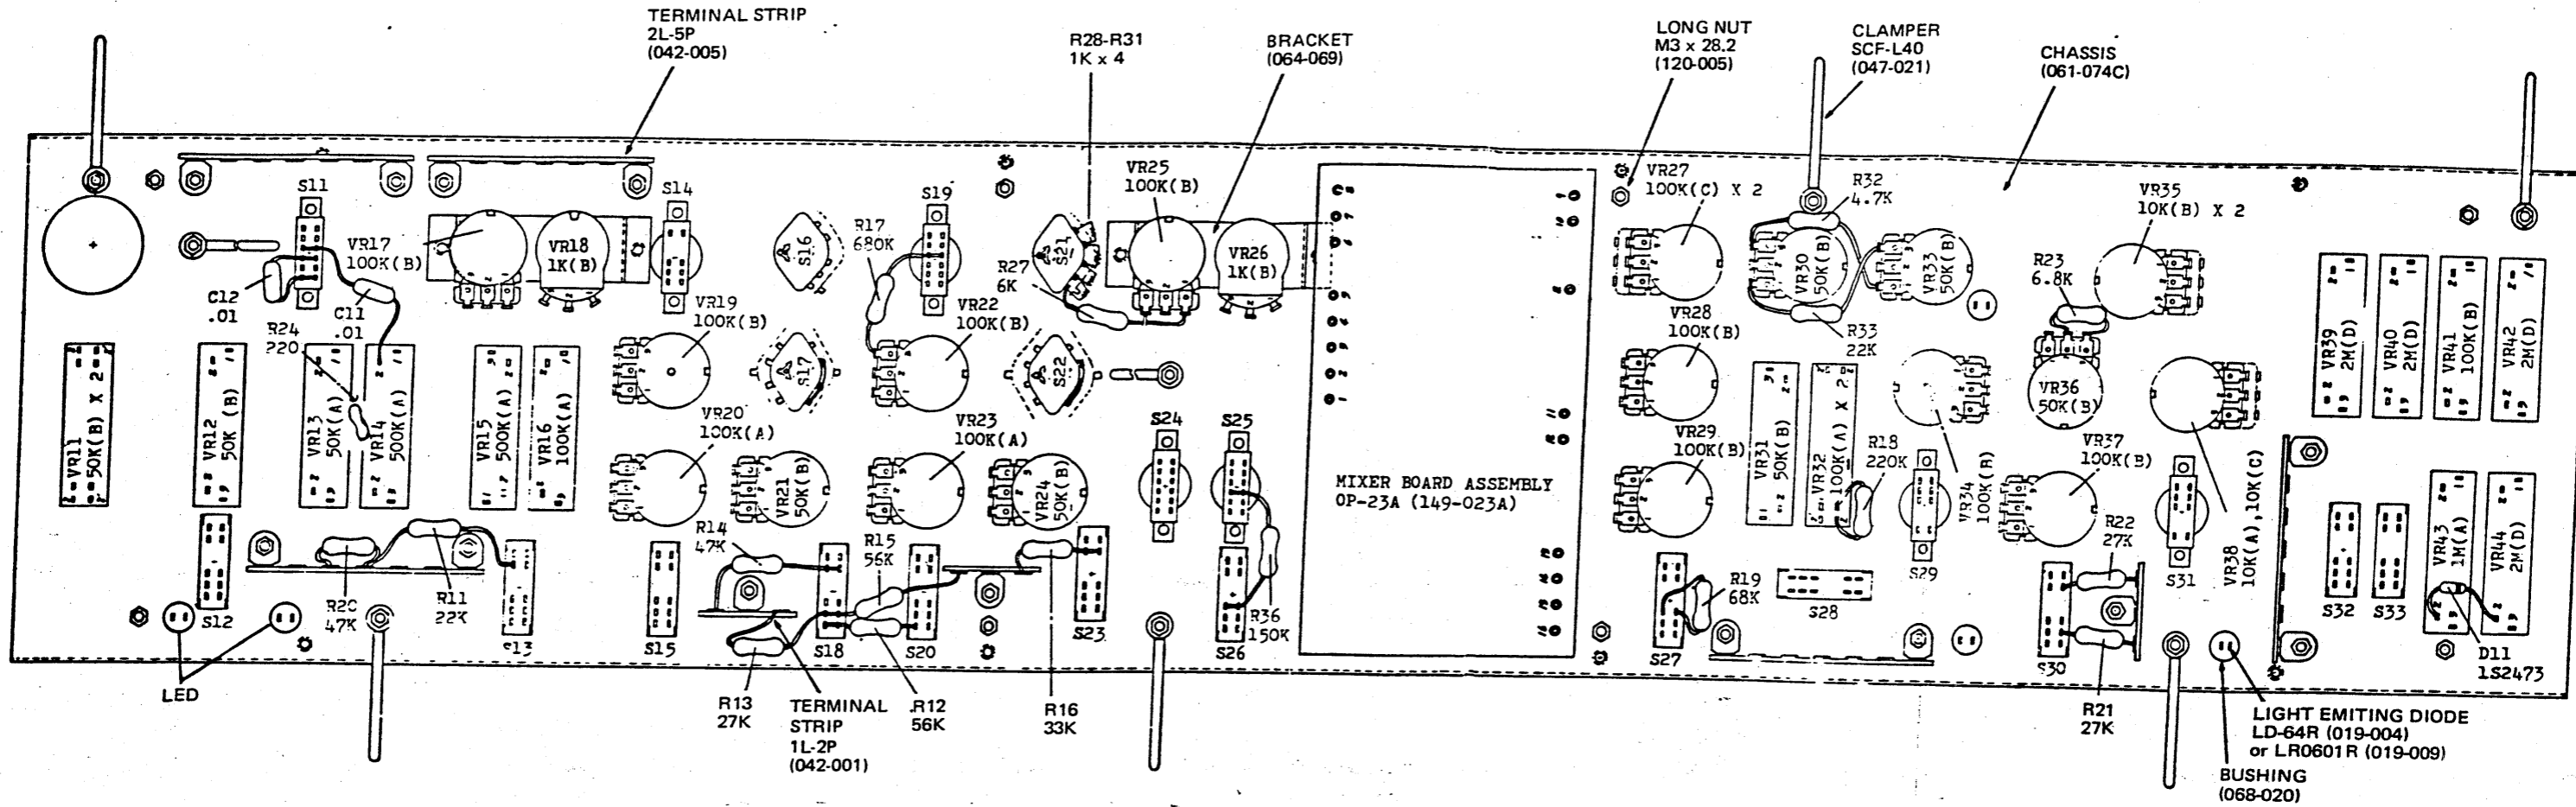 TERMINAL STRIP
2L-5P
(042-005)
R28-R31
1K x 4
BRACKET
(064-069)
LONG NUT
M3 x 28.2
(120-005)
CLAMPER
SCF-L40
(047-021)
CHASSIS
(061-074C)
S11
VR17
100K(B)
VR18
1K(B)
S14
S16
R17
680K
S19
S21
VR25
100K(B)
VR26
1K(B)
R27
6K
VR27
100K(C) X 2
R32
4.7K
VR30
50K(B)
VR33
50K(B)
R23
6.8K
VR35
10K(B) X 2
C12
.01
C11
.01
R24
220
VR19
100K(B)
S17
VR22
100K(B)
S22
VR28
100K(B)
R33
22K
VR36
50K(B)
VR39
2M(D)
VR40
2M(D)
VR41
100K(B)
VR42
2M(D)
VR11
50K(B) X 2
VR12
50K (B)
VR13
50K(A)
VR14
500K(A)
VR15
500K(A)
VR16
100K(A)
VR20
100K(A)
VR21
50K(B)
VR23
100K(A)
VR24
50K(B)
S24
S25
MIXER BOARD ASSEMBLY
OP-23A (149-023A)
VR29
100K(B)
VR31
50K(B)
VR32
100K(A) X 2
R18
220K
VR34
100K(B)
S29
VR37
100K(B)
S31
VR38
10K(A),10K(C)
R14
47K
R15
56K
R22
27K
S12
R20
47K
R11
22K
S13
S15
S18
S20
S23
S26
R36
150K
S27
R19
68K
S28
S30
S32
S33
VR43
1M(A)
VR44
2M(D)
D11
1S2473
LED
R13
27K
TERMINAL
STRIP
1L-2P
(042-001)
R12
56K
R16
33K
R21
27K
LIGHT EMITING DIODE
LD-64R (019-004)
or LR0601R (019-009)
BUSHING
(068-020)